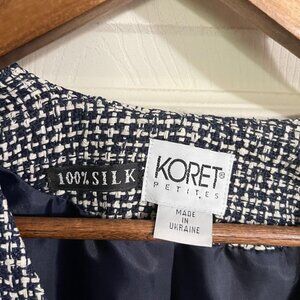 100% SILK
KORET®
PETITES
MADE
IN
UKRAINE